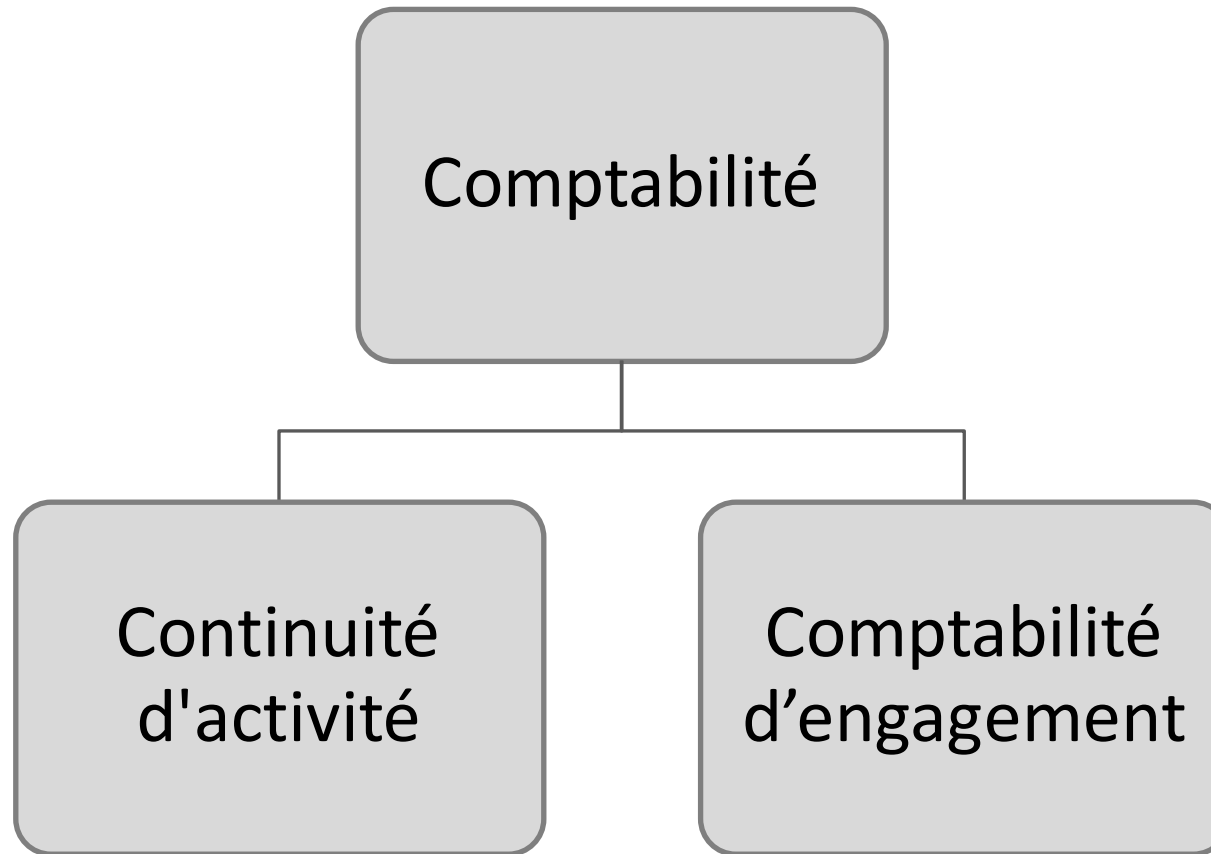 Comptabilité
Continuité
d'activité
Comptabilité
d’engagement